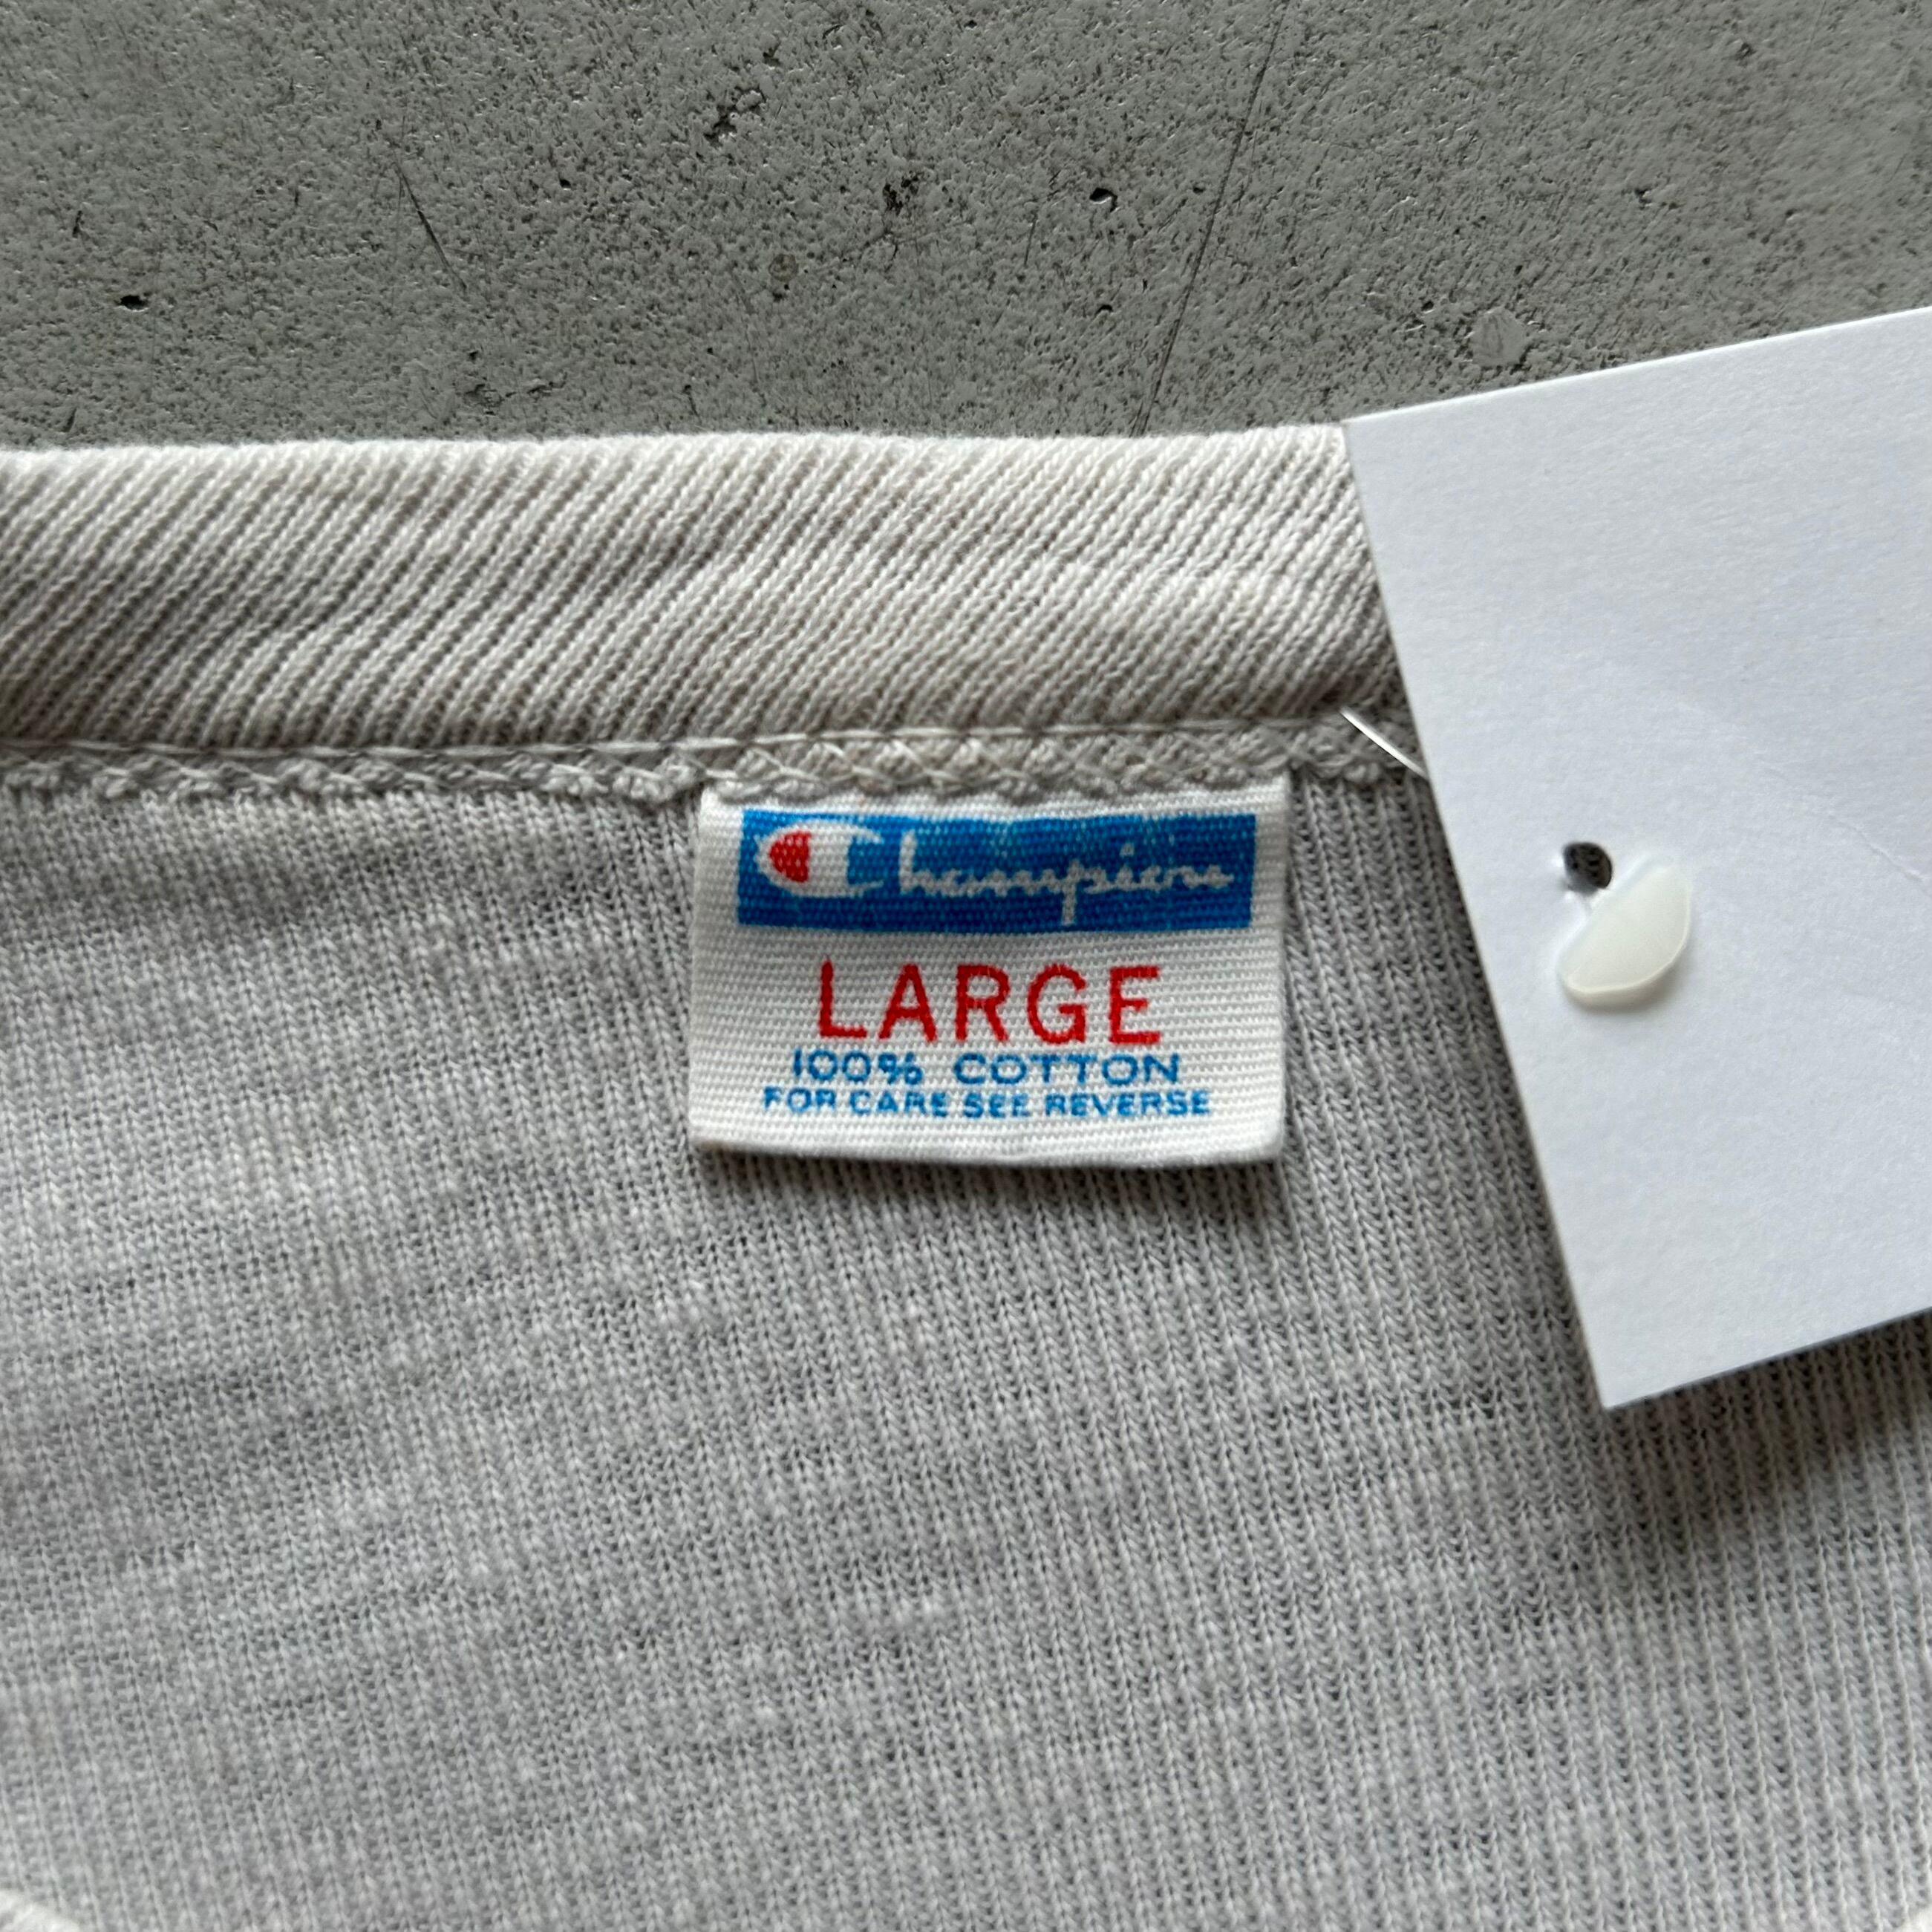 Champion
LARGE
100% COTTON
FOR CARE SEE REVERSE